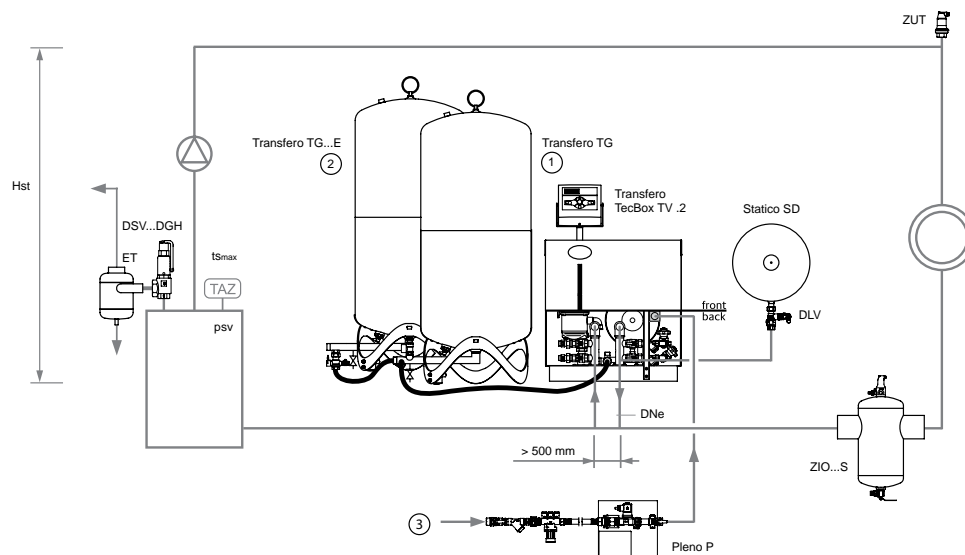 ZUT
Transfero TG...E
2
Transfero TG
1
Hst
Transfero
TecBox TV .2
Statico SD
DSV...DGH
ET
tsmax
TAZ
psv
front
back
DLV
DNe
> 500 mm
ZIO...S
3
Pleno P